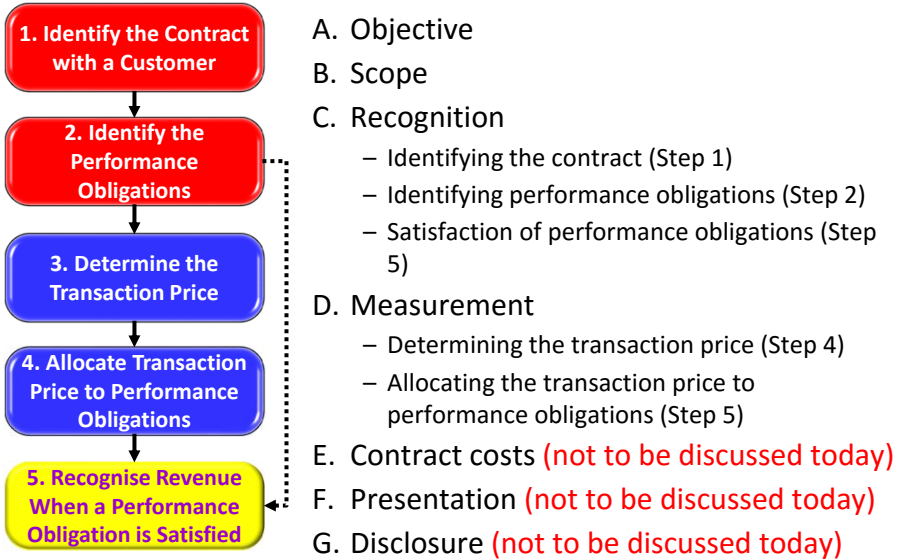 1. Identify the Contract
with a Customer
2. Identify the
Performance
Obligations
3. Determine the
Transaction Price
4. Allocate Transaction
Price to Performance
Obligations
5. Recognise Revenue
When a Performance
Obligation is Satisfied
A. Objective
B. Scope
C. Recognition
– Identifying the contract (Step 1)
– Identifying performance obligations (Step 2)
– Satisfaction of performance obligations (Step
5)
D. Measurement
– Determining the transaction price (Step 4)
– Allocating the transaction price to
performance obligations (Step 5)
E. Contract costs (not to be discussed today)
F. Presentation (not to be discussed today)
G. Disclosure (not to be discussed today)